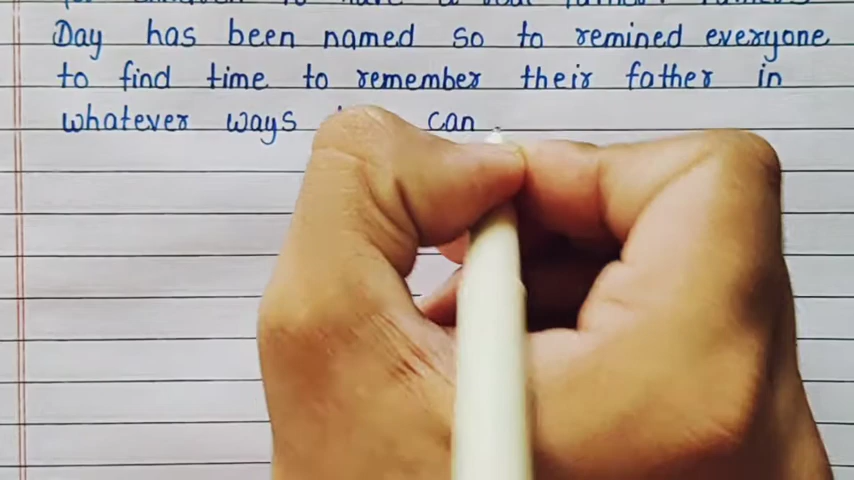 Day has been named so to remined everyone
to find time to remember their father in
whatever ways can